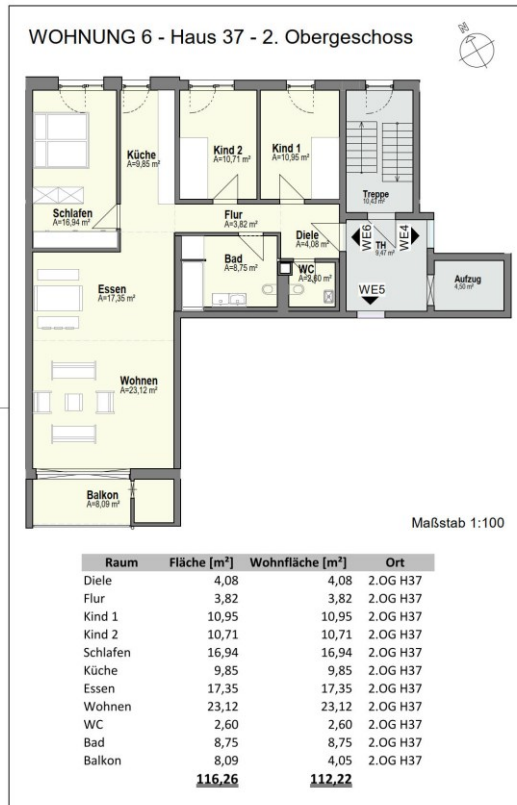 WOHNUNG 6 - Haus 37 - 2. Obergeschoss
N
Küche
A=9,85 m²
Kind 2
A=10,71 m²
Kind 1
A=10,95 m²
Treppe
10,43 m²
Schlafen
A=16,94 m²
Flur
A=3,82 m²
Diele
A=4,08 m²
WE6
TH
9,47 m²
WE4
Bad
A=8,75 m²
WC
A=2,60 m²
Aufzug
4,50 m²
WE5
Essen
A=17,35 m²
Wohnen
A=23,12 m²
Balkon
A=8,09 m²
Maßstab 1:100
Raum Fläche [m²] Wohnfläche [m²] Ort
Diele 4,08 4,08 2.OG H37
Flur 3,82 3,82 2.OG H37
Kind 1 10,95 10,95 2.OG H37
Kind 2 10,71 10,71 2.OG H37
Schlafen 16,94 16,94 2.OG H37
Küche 9,85 9,85 2.OG H37
Essen 17,35 17,35 2.OG H37
Wohnen 23,12 23,12 2.OG H37
WC 2,60 2,60 2.OG H37
Bad 8,75 8,75 2.OG H37
Balkon 8,09 4,05 2.OG H37
116,26 112,22